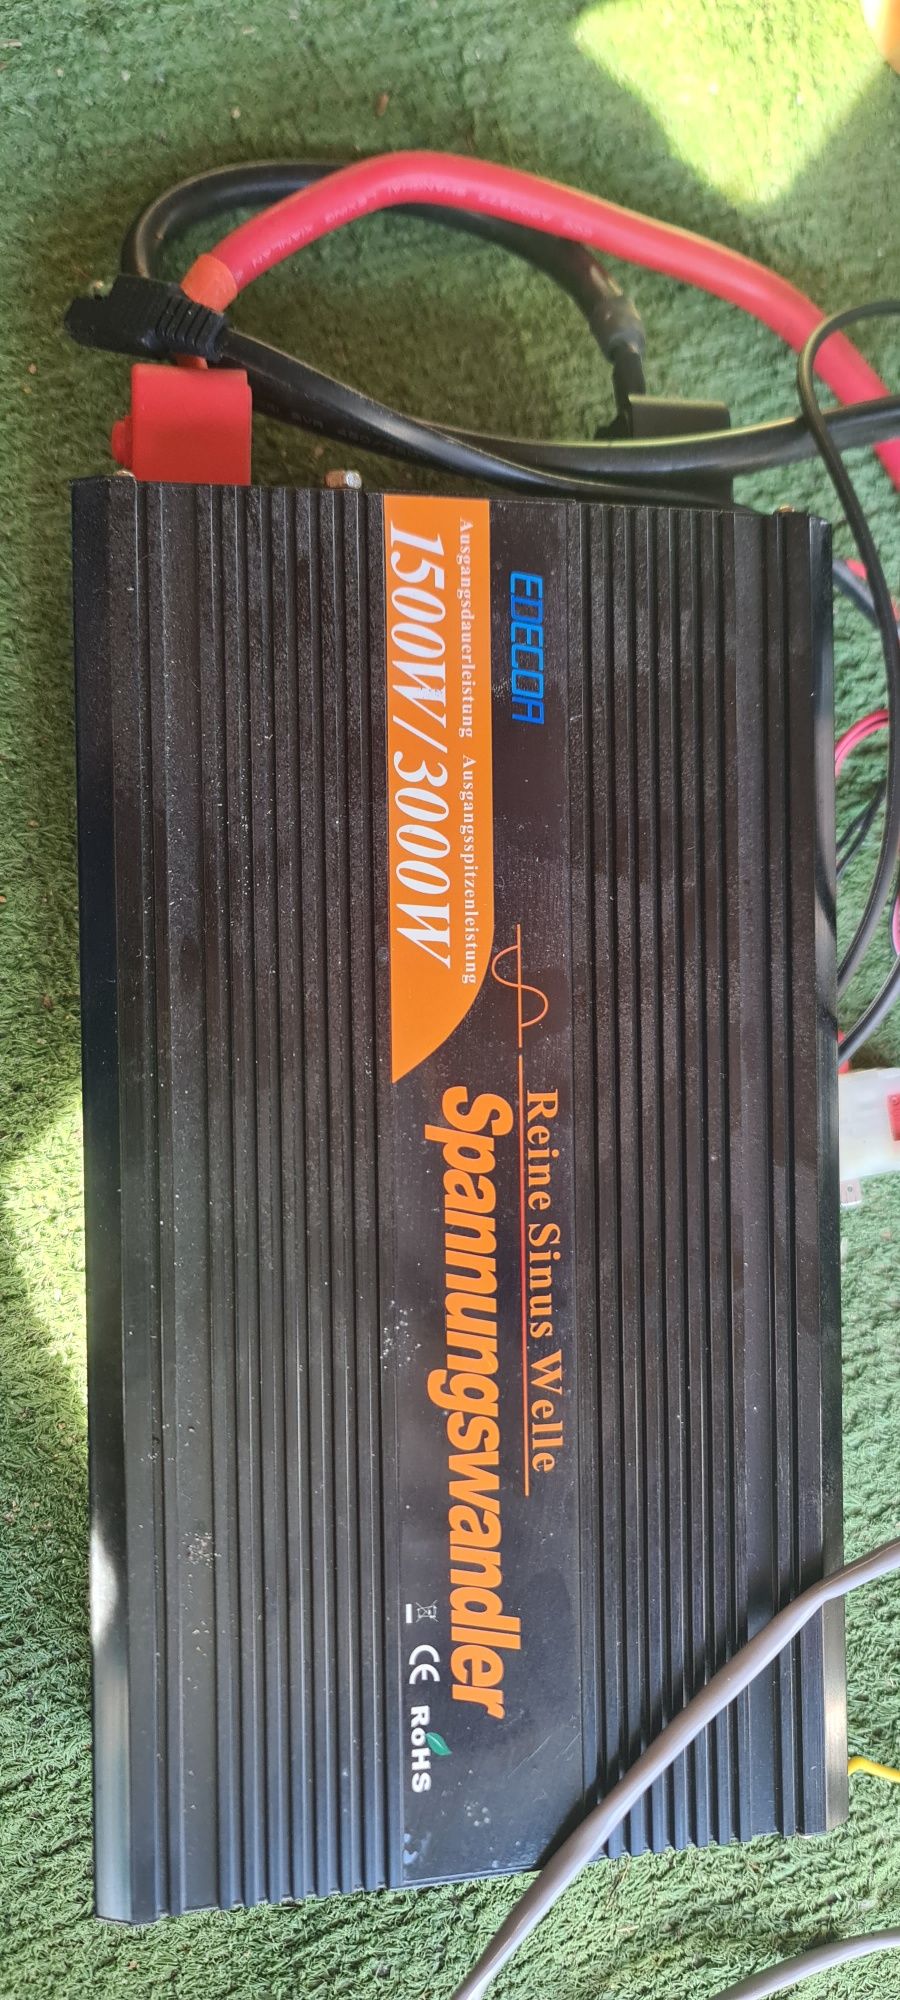 EDECOA
Ausgangsdauerleistung Ausgangsspitzenleistung
1500W/3000W
Reine Sinus Welle
Spannungswandler
CE RoHS